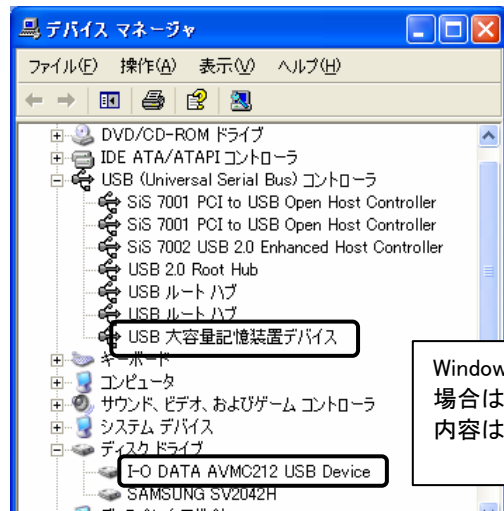 デバイス マネージャ
ファイル(F) 操作(A) 表示(V) ヘルプ(H)
DVD/CD-ROM ドライブ
IDE ATA/ATAPI コントローラ
USB (Universal Serial Bus) コントローラ
SiS 7001 PCI to USB Open Host Controller
SiS 7001 PCI to USB Open Host Controller
SiS 7002 USB 2.0 Enhanced Host Controller
USB 2.0 Root Hub
USB ルート ハブ
USB ルート ハブ
USB 大容量記憶装置デバイス
キーボード
コンピュータ
サウンド、ビデオ、およびゲーム コントローラ
システム デバイス
ディスク ドライブ
I-O DATA AVMC212 USB Device
SAMSUNG SV2042H
Window
場合は
内容は